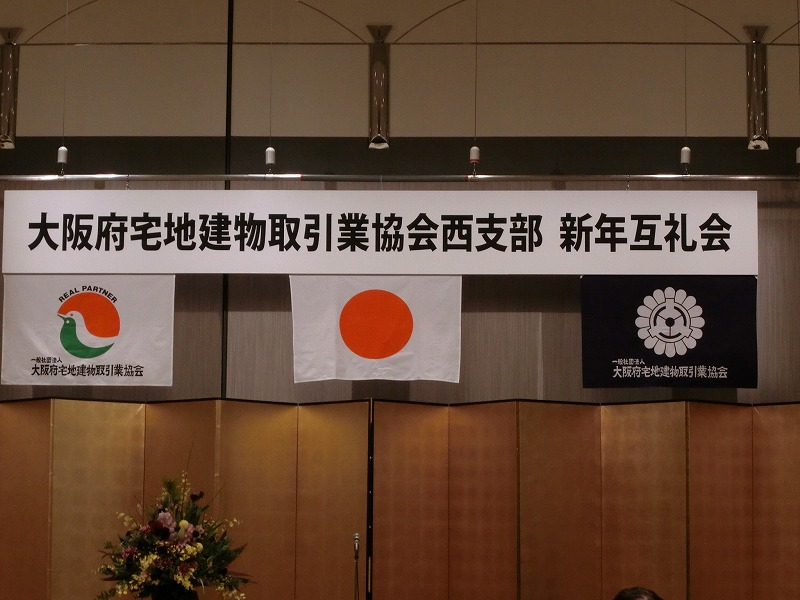 大阪府宅地建物取引業協会西支部 新年互礼会
REAL PARTNER
一般社団法人
大阪府宅地建物取引業協会
一般社団法人
大阪府宅地建物取引業協会